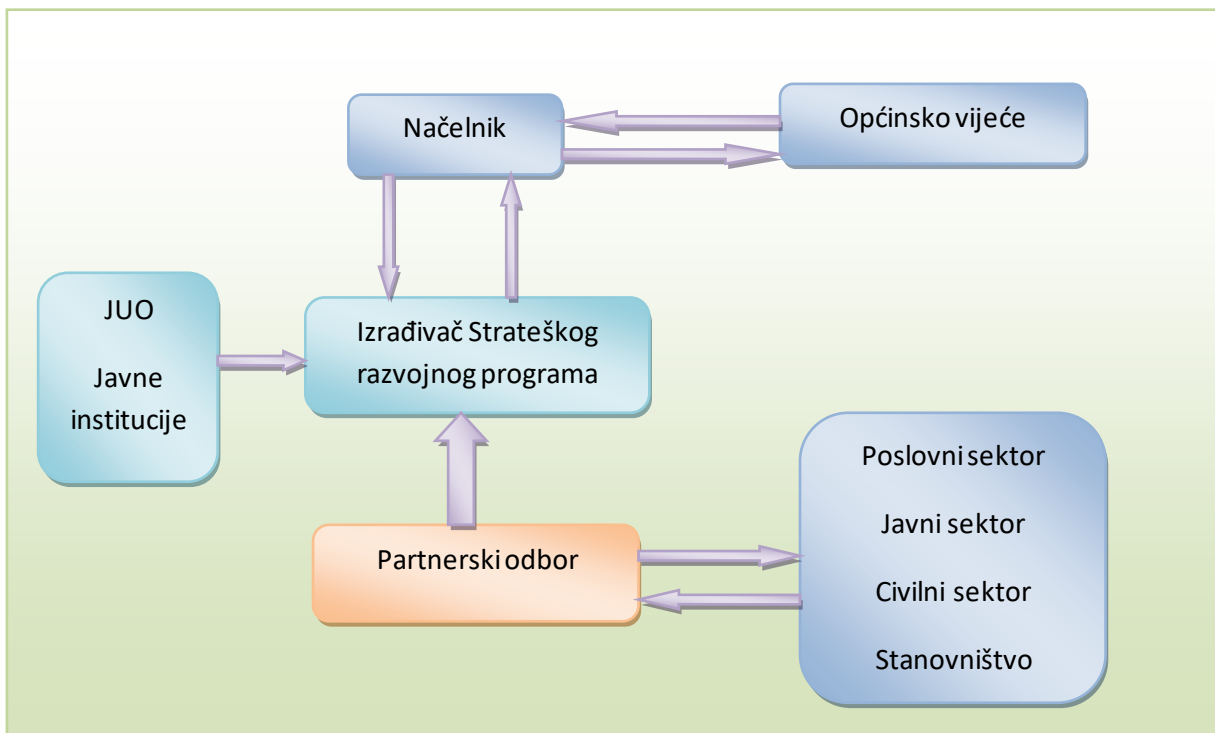 Načelnik
Općinsko vijeće
JUO
Javne
institucije
Izrađivač Strateškog
razvojnog programa
Partnerski odbor
Poslovni sektor
Javni sektor
Civilni sektor
Stanovništvo